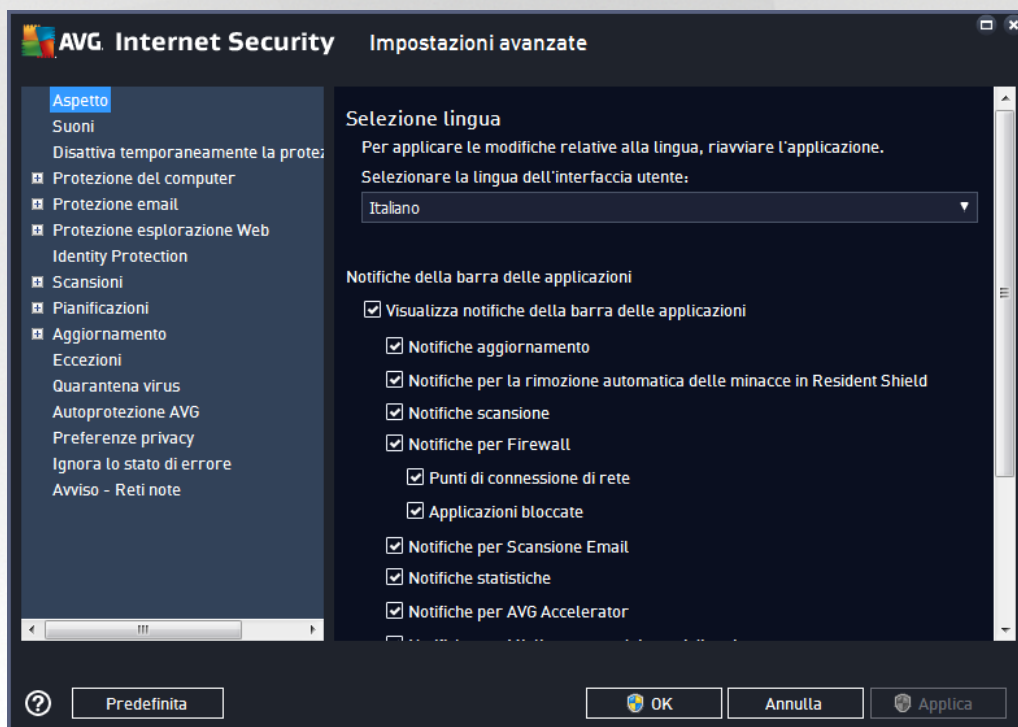 AVG. Internet Security
Impostazioni avanzate
Aspetto
Suoni
Disattiva temporaneamente la
Protezione del computer
Protezione email
Protezione esplorazione Web
Identity Protection
Scansioni
Pianificazioni
Aggiornamento
Eccezioni
Quarantena virus
Autoprotezione AVG
Preferenze privacy
Ignora lo stato di errore
Avviso - Reti note
Selezione lingua
Per applicare le modifiche relative alla lingua, riavviare l'applicazione.
Selezionare la lingua dell'interfaccia utente:
Italiano
Notifiche della barra delle applicazioni
Visualizza notifiche della barra delle applicazioni
Notifiche aggiornamento
Notifiche per la rimozione automatica delle minacce in Resident Shield
Notifiche scansione
Notifiche per Firewall
Punti di connessione di rete
Applicazioni bloccate
Notifiche per Scansione Email
Notifiche statistiche
Notifiche per AVG Accelerator
?
Predefinita
OK
Annulla
Applica